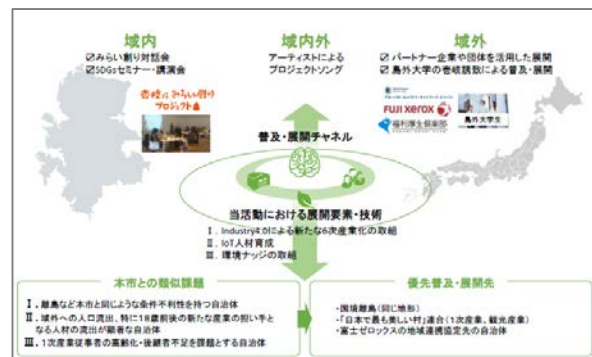 域内
☑ みらい創り対話会
☑ SDGsセミナー・講演会
壱岐なみらい創り
プロジェクト
域内外
アーティストによる
プロジェクトソング
域外
☑ パートナー企業や団体を活用した展開
☑ 島外大学の壱岐誘致による普及・展開
FUJI XEROX
福利厚生倶楽部
島外大学生
普及・展開チャネル
当活動における展開要素・技術
Ⅰ．Industry4.0による新たな6次産業化の取組
Ⅱ．IoT人材育成
Ⅲ．環境ナッジの取組
本市との類似課題
Ⅰ．離島など本市と同じような条件不利性を持つ自治体
Ⅱ．域外への人口流出、特に18歳前後の新たな産業の担い手と
なる人材の流出が顕著な自治体
Ⅲ．1次産業従事者の高齢化・後継者不足を課題とする自治体
優先普及・展開先
・国境離島（同じ地形）
・「日本で最も美しい村」連合（1次産業、観光産業）
・富士ゼロックスの地域連携協定先の自治体